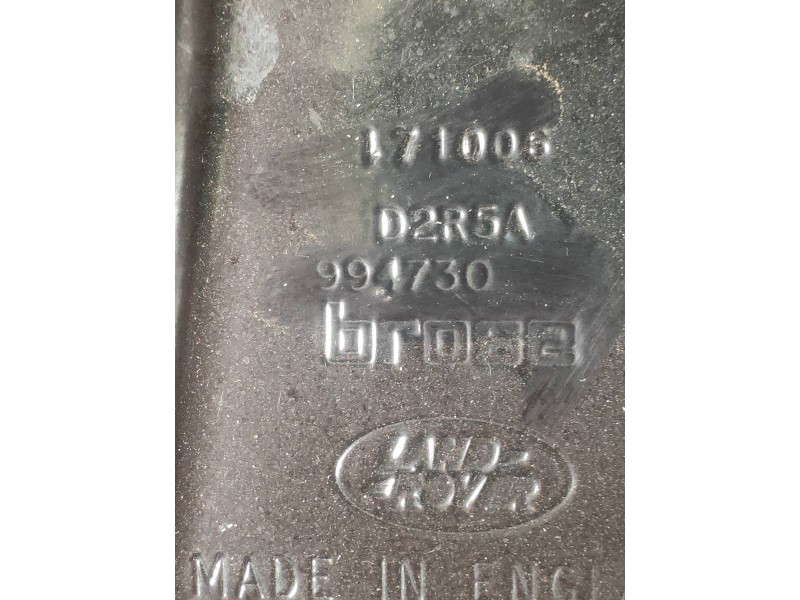 171006
D2R5A
994730
brose
LAND-
-ROVER
MADE IN ENGL